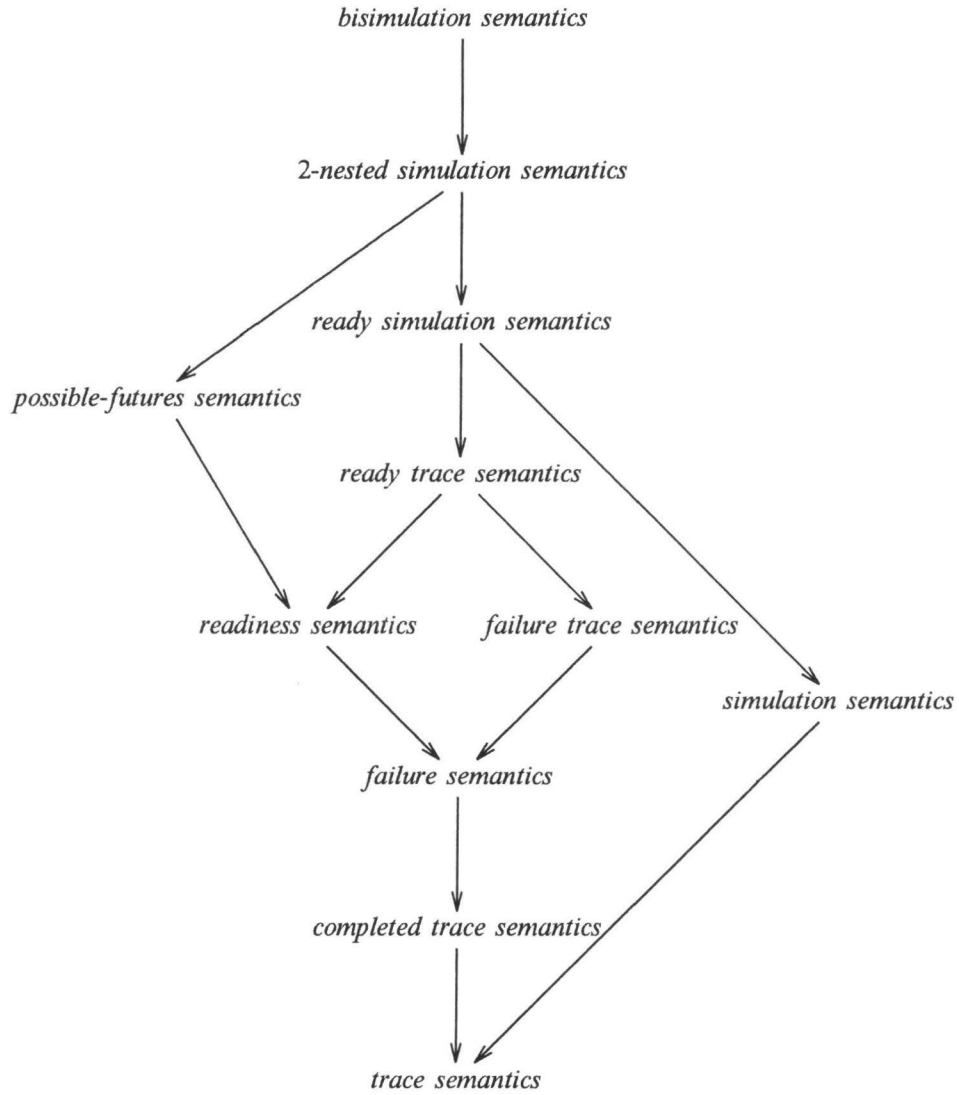 bisimulation semantics
2-nested simulation semantics
ready simulation semantics
possible-futures semantics
ready trace semantics
readiness semantics
failure trace semantics
simulation semantics
failure semantics
completed trace semantics
trace semantics